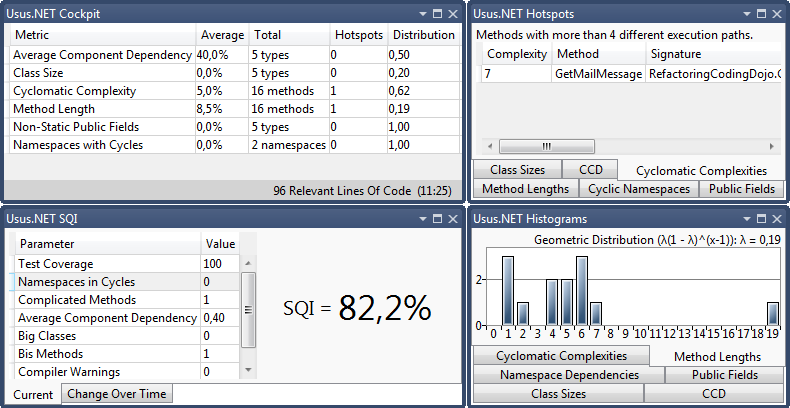 Usus.NET Cockpit
Metric Average Total Hotspots Distribution
Average Component Dependency 40,0% 5 types 0 0,50
Class Size 0,0% 5 types 0 0,20
Cyclomatic Complexity 5,0% 16 methods 1 0,62
Method Length 8,5% 16 methods 1 0,19
Non-Static Public Fields 0,0% 5 types 0 1,00
Namespaces with Cycles 0,0% 2 namespaces 0 1,00
96 Relevant Lines Of Code (11:25)
Usus.NET Hotspots
Methods with more than 4 different execution paths.
Complexity Method Signature
7 GetMailMessage RefactoringCodingDojo.
Class Sizes CCD Cyclomatic Complexities
Method Lengths Cyclic Namespaces Public Fields
Usus.NET SQI
Parameter Value
Test Coverage 100
Namespaces in Cycles 0
Complicated Methods 1
Average Component Dependency 0,40
Big Classes 0
Bis Methods 1
Compiler Warnings 0
SQI = 82,2%
Current Change Over Time
Usus.NET Histograms
Geometric Distribution (λ(1 - λ)^(x-1)): λ = 0,19
2
0
0 1 2 3 4 5 6 7 8 9 10 11 12 13 14 15 16 17 18 19
Cyclomatic Complexities Method Lengths
Namespace Dependencies Public Fields
Class Sizes CCD